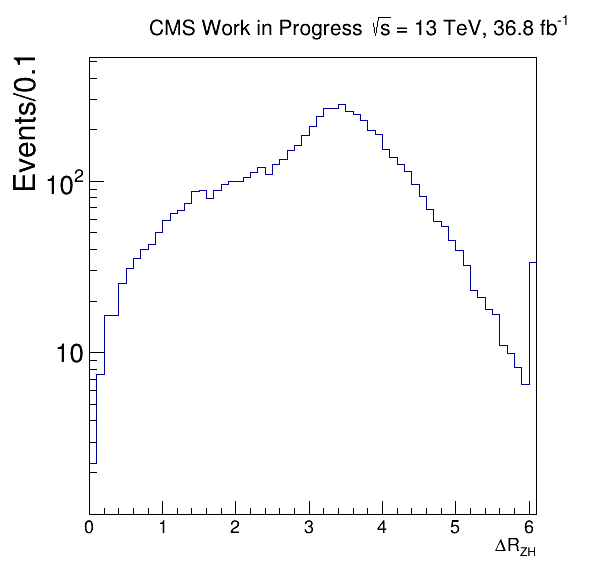 CMS Work in Progress √s = 13 TeV, 36.8 fb⁻¹
Events/0.1
10²
10
0 1 2 3 4 5 6
ΔR_ZH